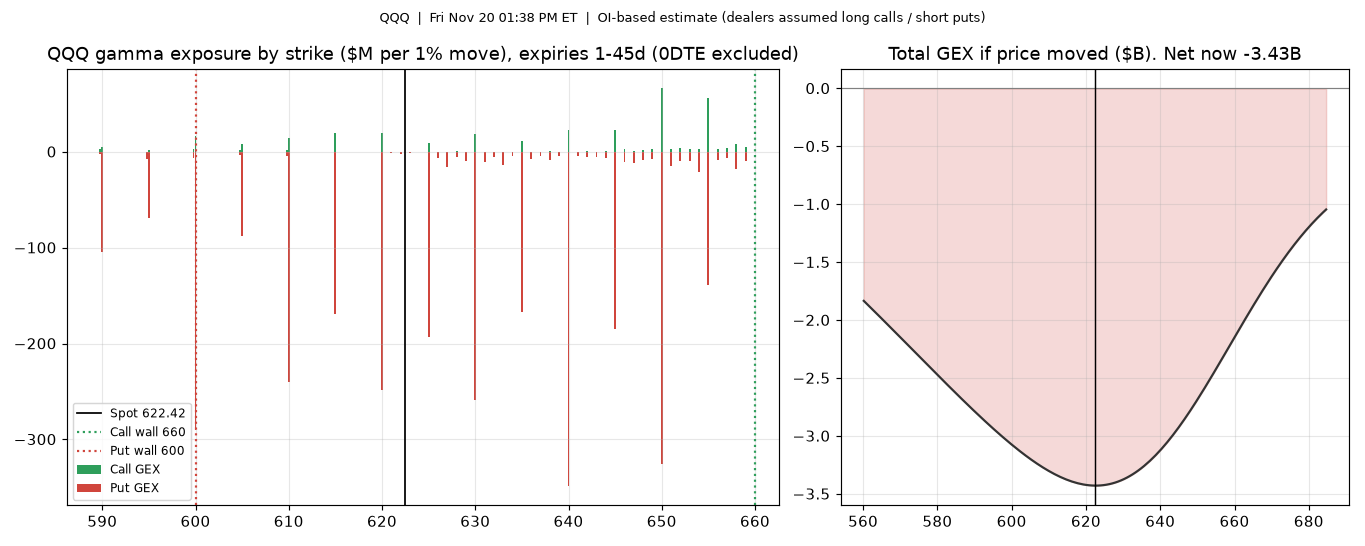 QQQ | Fri Nov 20 01:38 PM ET | OI-based estimate (dealers assumed long calls / short puts)
QQQ gamma exposure by strike ($M per 1% move), expiries 1-45d (0DTE excluded)
0
−100
−200
−300
Spot 622.42
Call wall 660
Put wall 600
Call GEX
Put GEX
590 600 610 620 630 640 650 660
Total GEX if price moved ($B). Net now -3.43B
0.0
−0.5
−1.0
−1.5
−2.0
−2.5
−3.0
−3.5
560 580 600 620 640 660 680